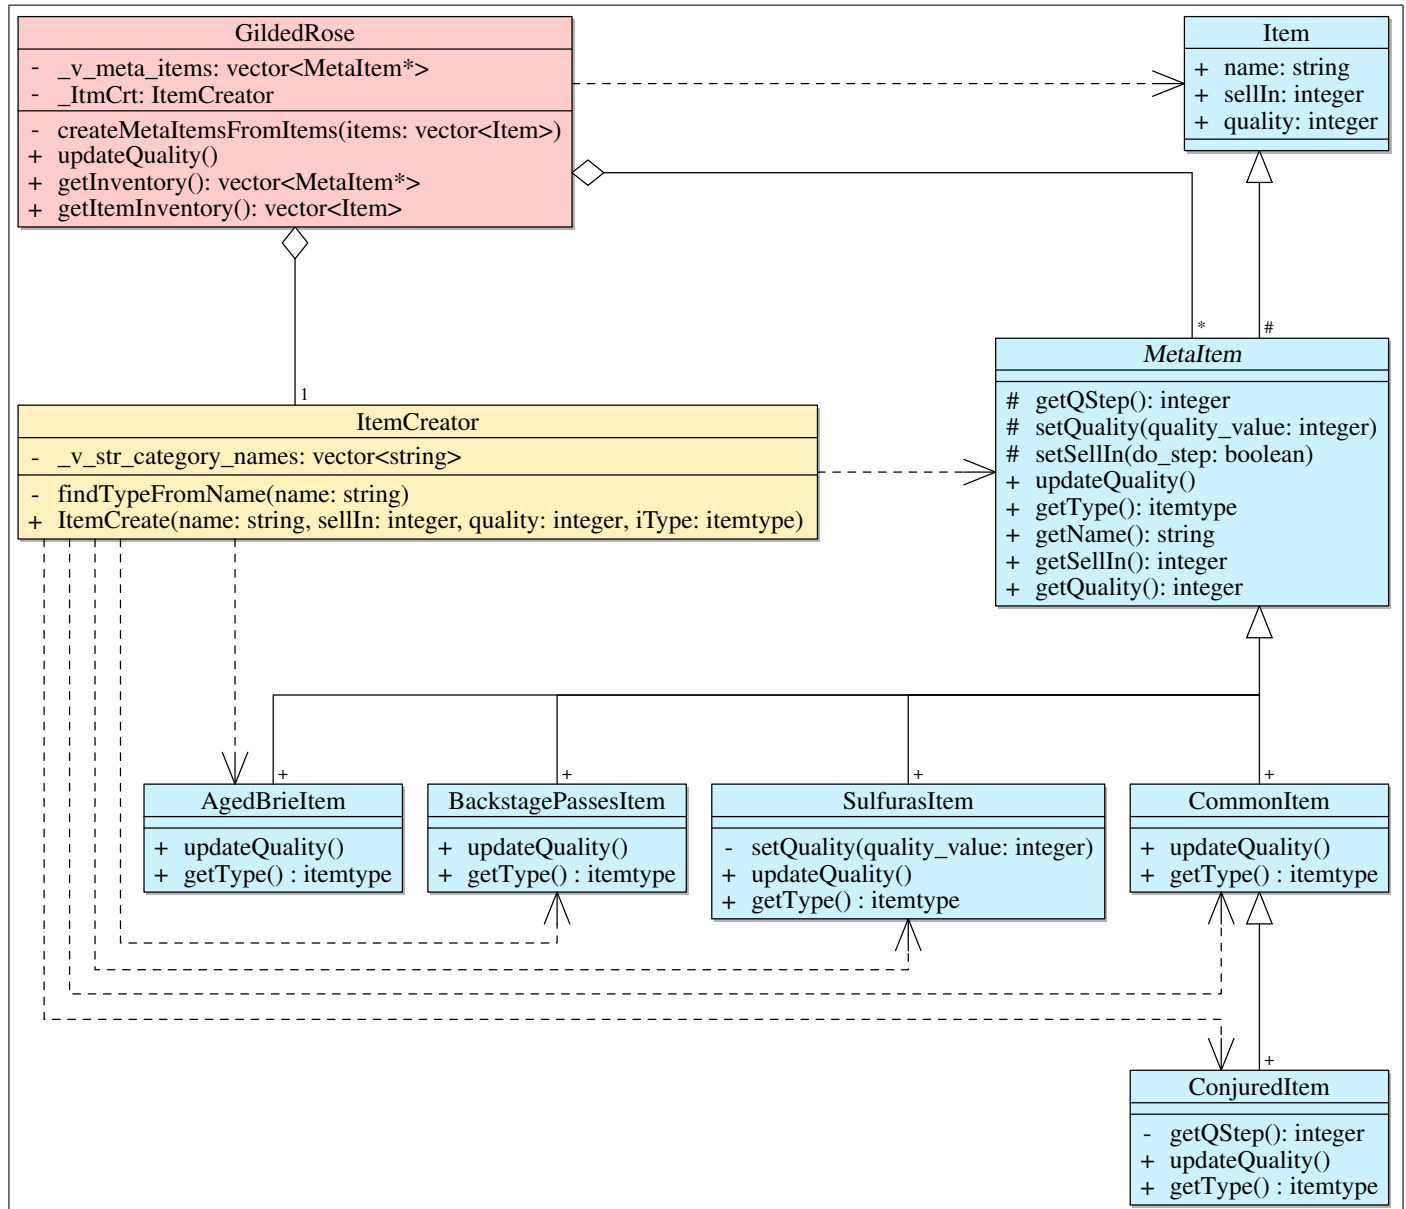 GildedRose
- _v_meta_items: vector<MetaItem*>
- _ItmCrt: ItemCreator
- createMetaItemsFromItems(items: vector<Item>)
+ updateQuality()
+ getInventory(): vector<MetaItem*>
+ getItemInventory(): vector<Item>
Item
+ name: string
+ sellIn: integer
+ quality: integer
* #
MetaItem
# getQStep(): integer
# setQuality(quality_value: integer)
# setSellIn(do_step: boolean)
+ updateQuality()
+ getType(): itemtype
+ getName(): string
+ getSellIn(): integer
+ getQuality(): integer
1
ItemCreator
- _v_str_category_names: vector<string>
- findTypeFromName(name: string)
+ ItemCreate(name: string, sellIn: integer, quality: integer, iType: itemtype)
+
AgedBrieItem
+ updateQuality()
+ getType() : itemtype
+
BackstagePassesItem
+ updateQuality()
+ getType() : itemtype
+
SulfurasItem
- setQuality(quality_value: integer)
+ updateQuality()
+ getType() : itemtype
+
CommonItem
+ updateQuality()
+ getType() : itemtype
+
ConjuredItem
- getQStep(): integer
+ updateQuality()
+ getType() : itemtype